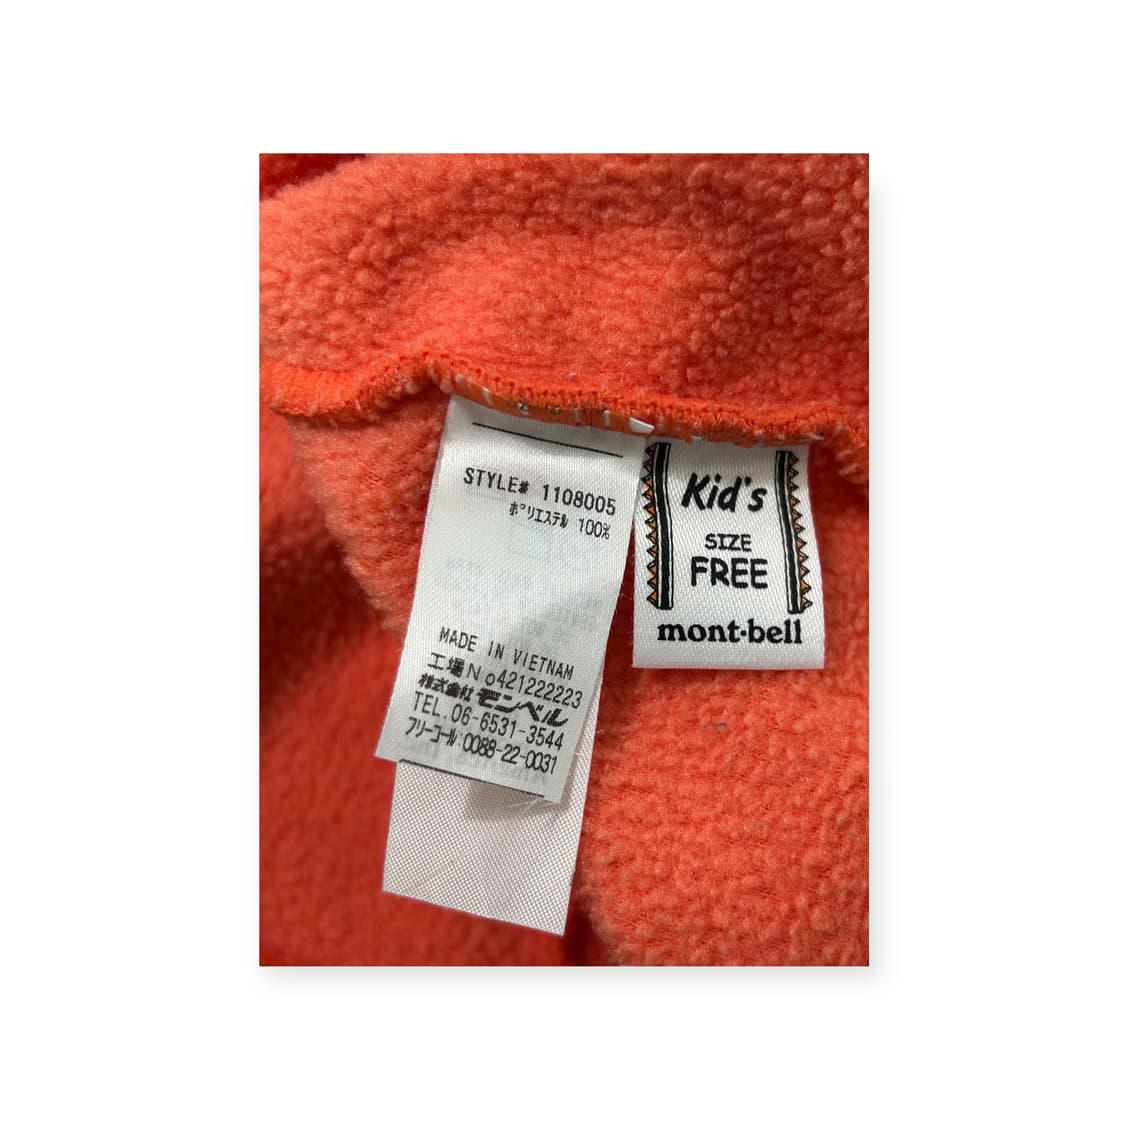 STYLE# 1108005
ポリエステル 100%
MADE IN VIETNAM
工場No421222223
株式会社 モンベル
TEL.06-6531-3544
フリーコール:0088-22-0031
Kid's
SIZE
FREE
mont-bell